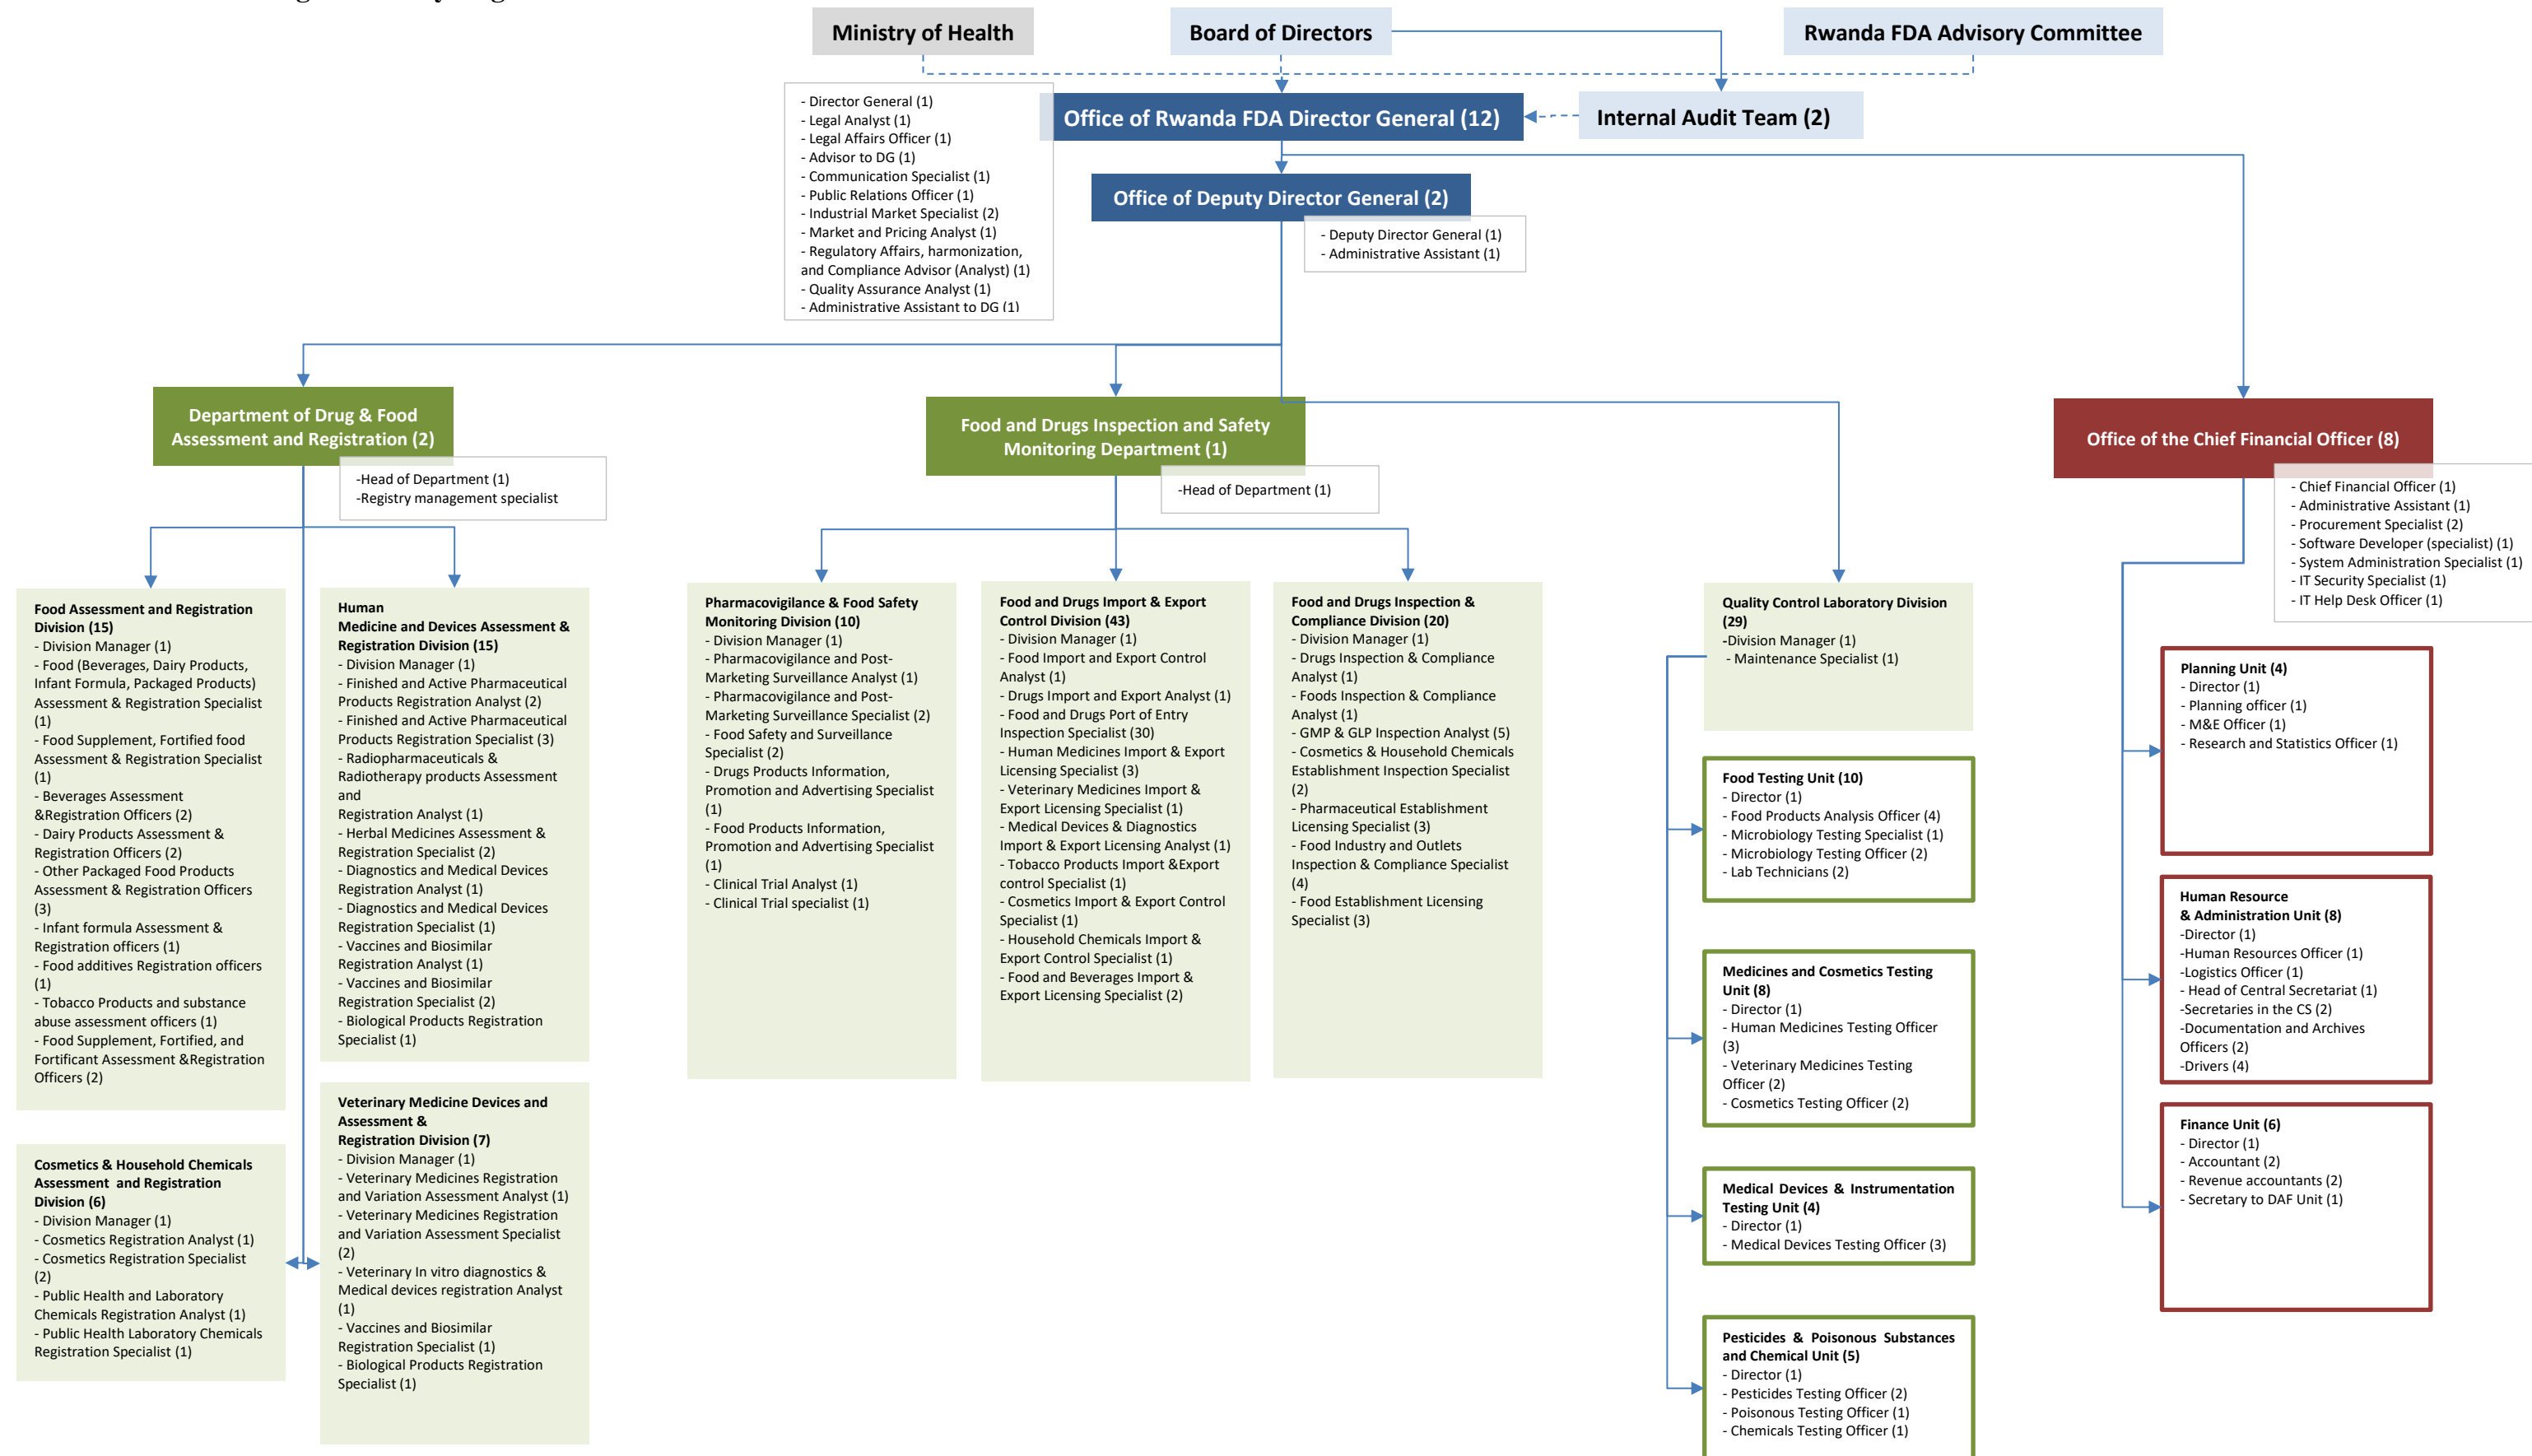 Ministry of Health
Board of Directors
Rwanda FDA Advisory Committee
- Director General (1)
- Legal Analyst (1)
- Legal Affairs Officer (1)
- Advisor to DG (1)
- Communication Specialist (1)
- Public Relations Officer (1)
- Industrial Market Specialist (2)
- Market and Pricing Analyst (1)
- Regulatory Affairs, harmonization,
and Compliance Advisor (Analyst) (1)
- Quality Assurance Analyst (1)
- Administrative Assistant to DG (1)
Office of Rwanda FDA Director General (12)
Internal Audit Team (2)
Office of Deputy Director General (2)
- Deputy Director General (1)
- Administrative Assistant (1)
Department of Drug & Food
Assessment and Registration (2)
-Head of Department (1)
-Registry management specialist
Food and Drugs Inspection and Safety
Monitoring Department (1)
-Head of Department (1)
Office of the Chief Financial Officer (8)
- Chief Financial Officer (1)
- Administrative Assistant (1)
- Procurement Specialist (2)
- Software Developer (specialist) (1)
- System Administration Specialist (1)
- IT Security Specialist (1)
- IT Help Desk Officer (1)
Food Assessment and Registration
Division (15)
- Division Manager (1)
- Food (Beverages, Dairy Products,
Infant Formula, Packaged Products)
Assessment & Registration Specialist
(1)
- Food Supplement, Fortified food
Assessment & Registration Specialist
(1)
- Beverages Assessment
&Registration Officers (2)
- Dairy Products Assessment &
Registration Officers (2)
- Other Packaged Food Products
Assessment & Registration Officers
(3)
- Infant formula Assessment &
Registration officers (1)
- Food additives Registration officers
(1)
- Tobacco Products and substance
abuse assessment officers (1)
- Food Supplement, Fortified, and
Fortificant Assessment &Registration
Officers (2)
Human
Medicine and Devices Assessment &
Registration Division (15)
- Division Manager (1)
- Finished and Active Pharmaceutical
Products Registration Analyst (2)
- Finished and Active Pharmaceutical
Products Registration Specialist (3)
- Radiopharmaceuticals &
Radiotherapy products Assessment
and
Registration Analyst (1)
- Herbal Medicines Assessment &
Registration Specialist (2)
- Diagnostics and Medical Devices
Registration Analyst (1)
- Diagnostics and Medical Devices
Registration Specialist (1)
- Vaccines and Biosimilar
Registration Analyst (1)
- Vaccines and Biosimilar
Registration Specialist (2)
- Biological Products Registration
Specialist (1)
Cosmetics & Household Chemicals
Assessment and Registration
Division (6)
- Division Manager (1)
- Cosmetics Registration Analyst (1)
- Cosmetics Registration Specialist
(2)
- Public Health and Laboratory
Chemicals Registration Analyst (1)
- Public Health Laboratory Chemicals
Registration Specialist (1)
Veterinary Medicine Devices and
Assessment &
Registration Division (7)
- Division Manager (1)
- Veterinary Medicines Registration
and Variation Assessment Analyst (1)
- Veterinary Medicines Registration
and Variation Assessment Specialist
(2)
- Veterinary In vitro diagnostics &
Medical devices registration Analyst
(1)
- Vaccines and Biosimilar
Registration Specialist (1)
- Biological Products Registration
Specialist (1)
Pharmacovigilance & Food Safety
Monitoring Division (10)
- Division Manager (1)
- Pharmacovigilance and Post-
Marketing Surveillance Analyst (1)
- Pharmacovigilance and Post-
Marketing Surveillance Specialist (2)
- Food Safety and Surveillance
Specialist (2)
- Drugs Products Information,
Promotion and Advertising Specialist
(1)
- Food Products Information,
Promotion and Advertising Specialist
(1)
- Clinical Trial Analyst (1)
- Clinical Trial specialist (1)
Food and Drugs Import & Export
Control Division (43)
- Division Manager (1)
- Food Import and Export Control
Analyst (1)
- Drugs Import and Export Analyst (1)
- Food and Drugs Port of Entry
Inspection Specialist (30)
- Human Medicines Import & Export
Licensing Specialist (3)
- Veterinary Medicines Import &
Export Licensing Specialist (1)
- Medical Devices & Diagnostics
Import & Export Licensing Analyst (1)
- Tobacco Products Import &Export
control Specialist (1)
- Cosmetics Import & Export Control
Specialist (1)
- Household Chemicals Import &
Export Control Specialist (1)
- Food and Beverages Import &
Export Licensing Specialist (2)
Food and Drugs Inspection &
Compliance Division (20)
- Division Manager (1)
- Drugs Inspection & Compliance
Analyst (1)
- Foods Inspection & Compliance
Analyst (1)
- GMP & GLP Inspection Analyst (5)
- Cosmetics & Household Chemicals
Establishment Inspection Specialist
(2)
- Pharmaceutical Establishment
Licensing Specialist (3)
- Food Industry and Outlets
Inspection & Compliance Specialist
(4)
- Food Establishment Licensing
Specialist (3)
Quality Control Laboratory Division
(29)
-Division Manager (1)
- Maintenance Specialist (1)
Food Testing Unit (10)
- Director (1)
- Food Products Analysis Officer (4)
- Microbiology Testing Specialist (1)
- Microbiology Testing Officer (2)
- Lab Technicians (2)
Medicines and Cosmetics Testing
Unit (8)
- Director (1)
- Human Medicines Testing Officer
(3)
- Veterinary Medicines Testing
Officer (2)
- Cosmetics Testing Officer (2)
Medical Devices & Instrumentation
Testing Unit (4)
- Director (1)
- Medical Devices Testing Officer (3)
Pesticides & Poisonous Substances
and Chemical Unit (5)
- Director (1)
- Pesticides Testing Officer (2)
- Poisonous Testing Officer (1)
- Chemicals Testing Officer (1)
Planning Unit (4)
- Director (1)
- Planning officer (1)
- M&E Officer (1)
- Research and Statistics Officer (1)
Human Resource
& Administration Unit (8)
-Director (1)
-Human Resources Officer (1)
-Logistics Officer (1)
- Head of Central Secretariat (1)
-Secretaries in the CS (2)
-Documentation and Archives
Officers (2)
-Drivers (4)
Finance Unit (6)
- Director (1)
- Accountant (2)
- Revenue accountants (2)
- Secretary to DAF Unit (1)